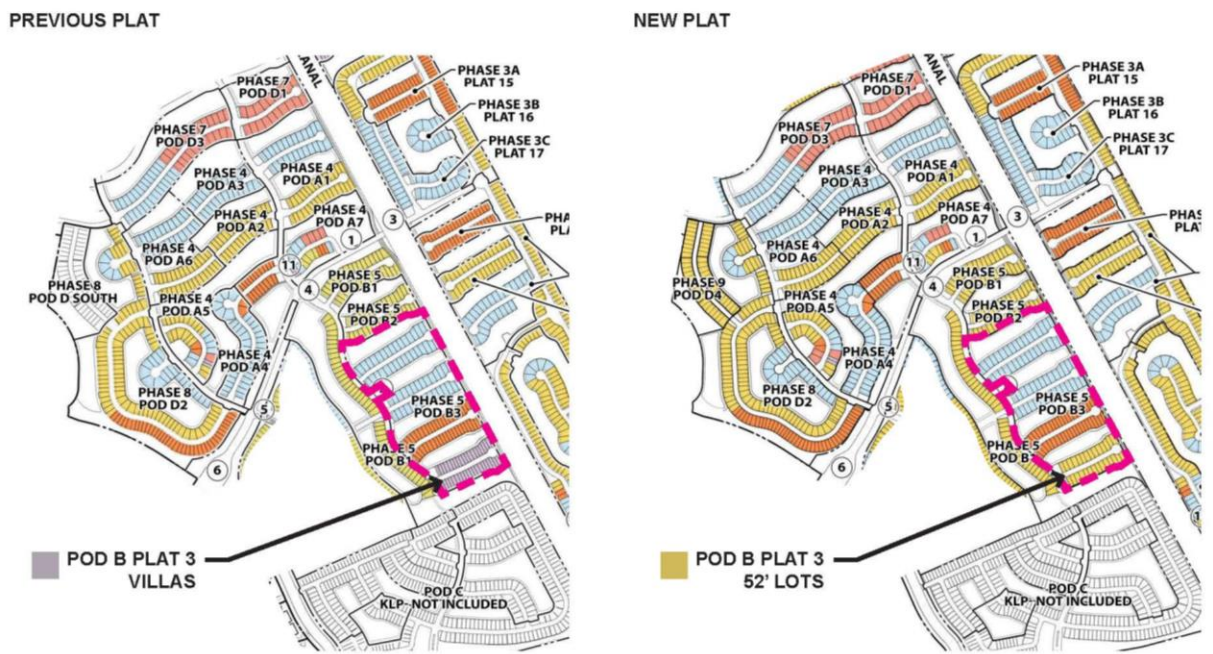 PREVIOUS PLAT
ANAL
PHASE 7
POD D1
PHASE 3A
PLAT 15
PHASE 3B
PLAT 16
PHASE 7
POD D3
PHASE 3C
PLAT 17
PHASE 4
POD A3
PHASE 4
POD A1
PHASE 4
POD A2
PHASE 4
POD A7
3
PHA
PLA
1
PHASE 4
POD A6
11
PHASE 8
POD D SOUTH
PHASE 5
POD B1
4
PHASE 4
POD A5
PHASE 5
POD B2
PHASE 4
POD A4
PHASE 8
POD D2
5
PHASE 5
POD B3
PHASE 5
POD B1
6
POD B PLAT 3
VILLAS
POD C
KLP- NOT INCLUDED
NEW PLAT
ANAL
PHASE 7
POD D1
PHASE 3A
PLAT 15
PHASE 3B
PLAT 16
PHASE 7
POD D3
PHASE 3C
PLAT 17
PHASE 4
POD A3
PHASE 4
POD A1
PHASE 4
POD A2
PHASE 4
POD A7
3
PHAS
PLAT
1
PHASE 4
POD A6
11
PHASE 9
POD D4
PHASE 5
POD B1
4
PHASE 4
POD A5
PHASE 5
POD B2
PHASE 4
POD A4
PHASE 8
POD D2
5
PHASE 5
POD B3
PHASE 5
POD B
6
POD B PLAT 3
52' LOTS
POD C
KLP- NOT INCLUDED